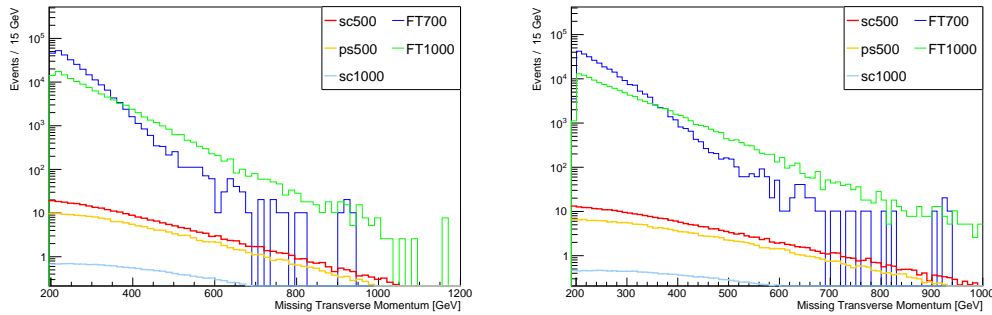 Events / 15 GeV
10⁵
10⁴
10³
10²
10
1
200 400 600 800 1000 1200
Missing Transverse Momentum [GeV]
sc500 FT700
ps500 FT1000
sc1000
Events / 15 GeV
10⁵
10⁴
10³
10²
10
1
200 300 400 500 600 700 800 900 1000
Missing Transverse Momentum [GeV]
sc500 FT700
ps500 FT1000
sc1000